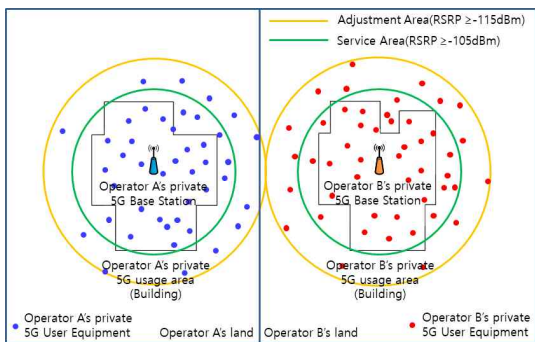 Adjustment Area(RSRP ≥-115dBm)
Service Area(RSRP ≥-105dBm)
Operator A's private
5G Base Station
Operator B's private
5G Base Station
Operator A's private
5G usage area
(Building)
Operator B's private
5G usage area
(Building)
Operator A's private
5G User Equipment
Operator A's land
Operator B's land
Operator B's private
5G User Equipment